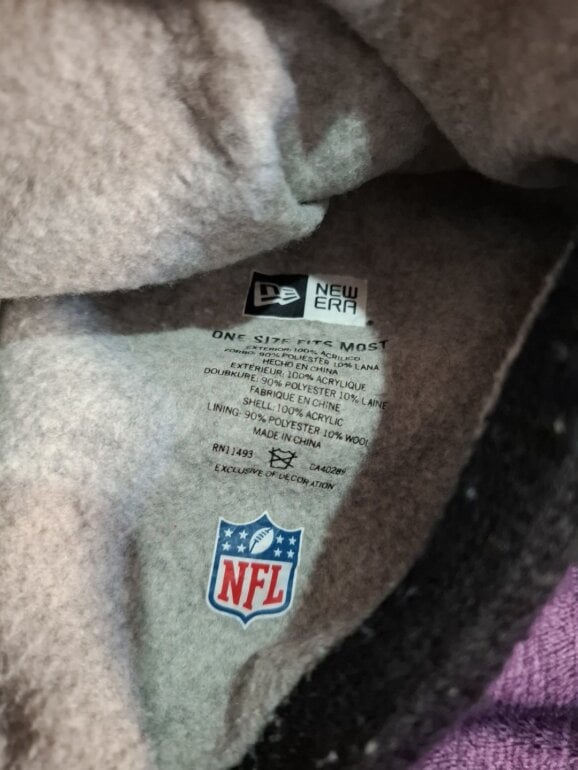 NEW
ERA
ONE SIZE FITS MOST
EXTERIOR: 100% ACRILICO
FORRO: 90% POLIESTER 10% LANA
HECHO EN CHINA
EXTÉRIEUR: 100% ACRYLIQUE
DOUBKURE: 90% POLYESTER 10% LAINE
FABRIQUE EN CHINE
SHELL: 100% ACRYLIC
LINING: 90% POLYESTER 10% WOOL
MADE IN CHINA
RN11493 CA40289
EXCLUSIVE OF DECORATION
NFL